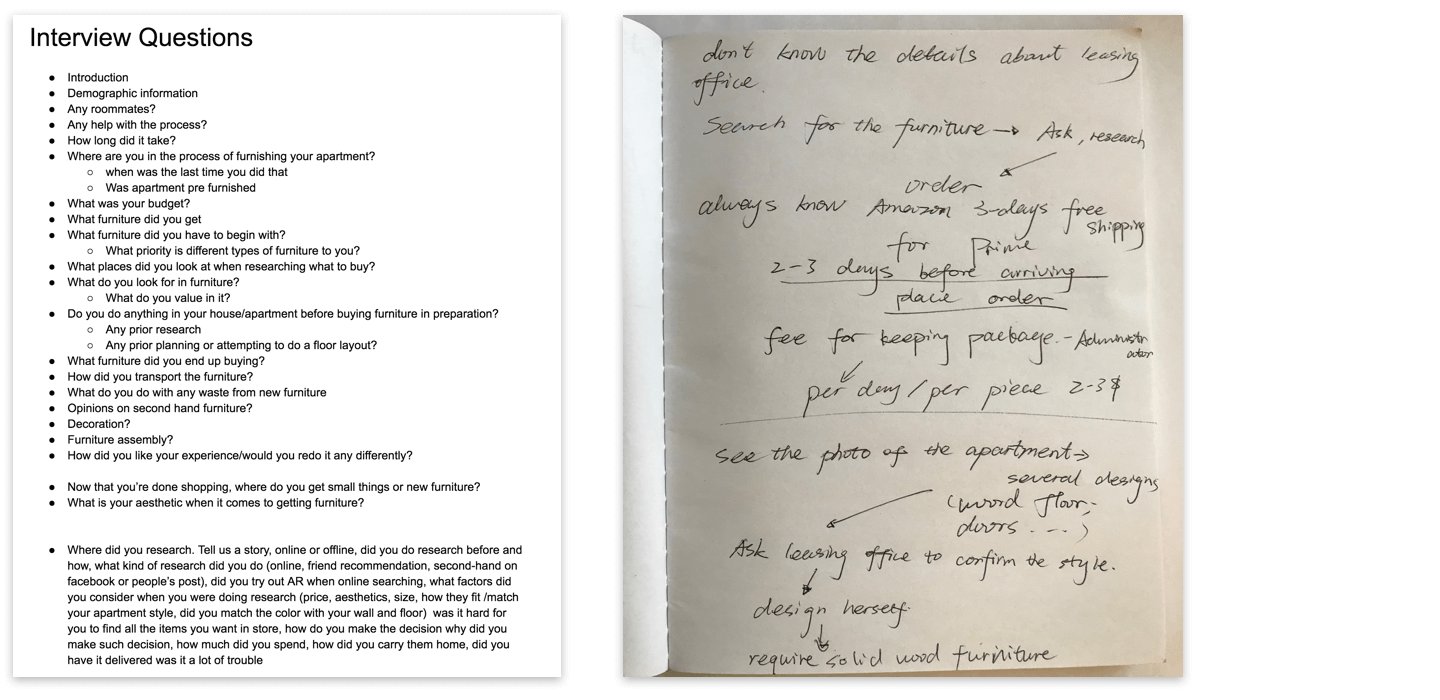 Interview Questions
● Introduction
● Demographic information
● Any roommates?
● Any help with the process?
● How long did it take?
● Where are you in the process of furnishing your apartment?
○ when was the last time you did that
○ Was apartment pre furnished
● What was your budget?
● What furniture did you get
● What furniture did you have to begin with?
○ What priority is different types of furniture to you?
● What places did you look at when researching what to buy?
● What do you look for in furniture?
○ What do you value in it?
● Do you do anything in your house/apartment before buying furniture in preparation?
○ Any prior research
○ Any prior planning or attempting to do a floor layout?
● What furniture did you end up buying?
● How did you transport the furniture?
● What do you do with any waste from new furniture
● Opinions on second hand furniture?
● Decoration?
● Furniture assembly?
● How did you like your experience/would you redo it any differently?
● Now that you're done shopping, where do you get small things or new furniture?
● What is your aesthetic when it comes to getting furniture?
● Where did you research. Tell us a story, online or offline, did you do research before and
how, what kind of research did you do (online, friend recommendation, second-hand on
facebook or people's post), did you try out AR when online searching, what factors did
you consider when you were doing research (price, aesthetics, size, how they fit /match
your apartment style, did you match the color with your wall and floor)  was it hard for
you to find all the items you want in store, how do you make the decision why did you
make such decision, how much did you spend, how did you carry them home, did you
have it delivered was it a lot of trouble
don't know the details about leasing
office.
Search for the furniture → Ask, research
order
always know Amazon 3-days free
shipping
for Prime
2-3 days before arriving
place order
fee for keeping package. - Administr
ator
per day / per piece 2-3$
see the photo of the apartment →
several designs
(wood floor,
doors ....)
Ask leasing office to confirm the style.
design herself.
require solid wood furniture